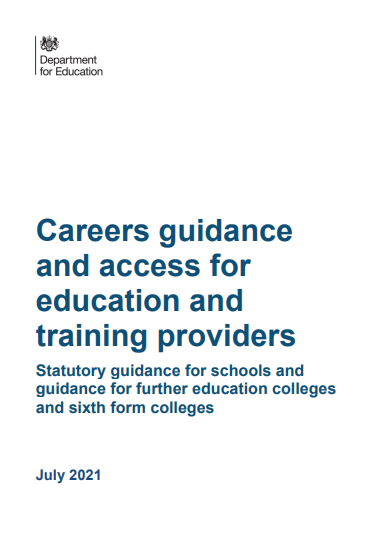 Department
for Education
Careers guidance
and access for
education and
training providers
Statutory guidance for schools and
guidance for further education colleges
and sixth form colleges
July 2021